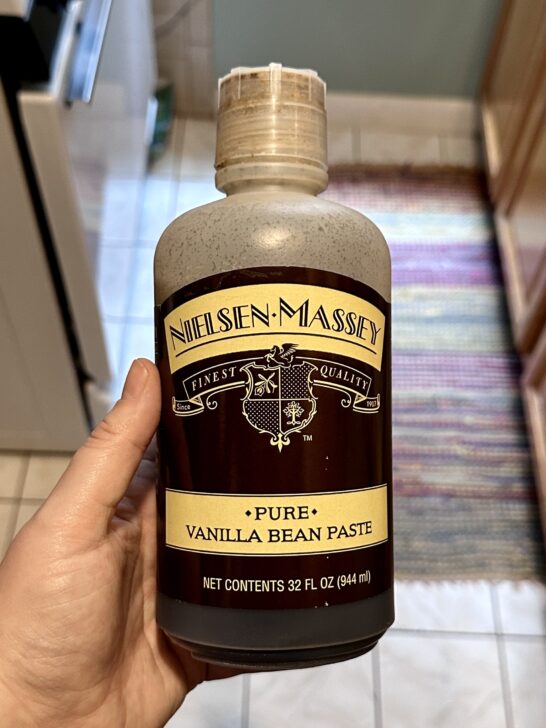 NIELSEN·MASSEY
FINEST QUALITY
Since 1907
TM
·PURE·
VANILLA BEAN PASTE
NET CONTENTS 32 FL OZ (944 ml)